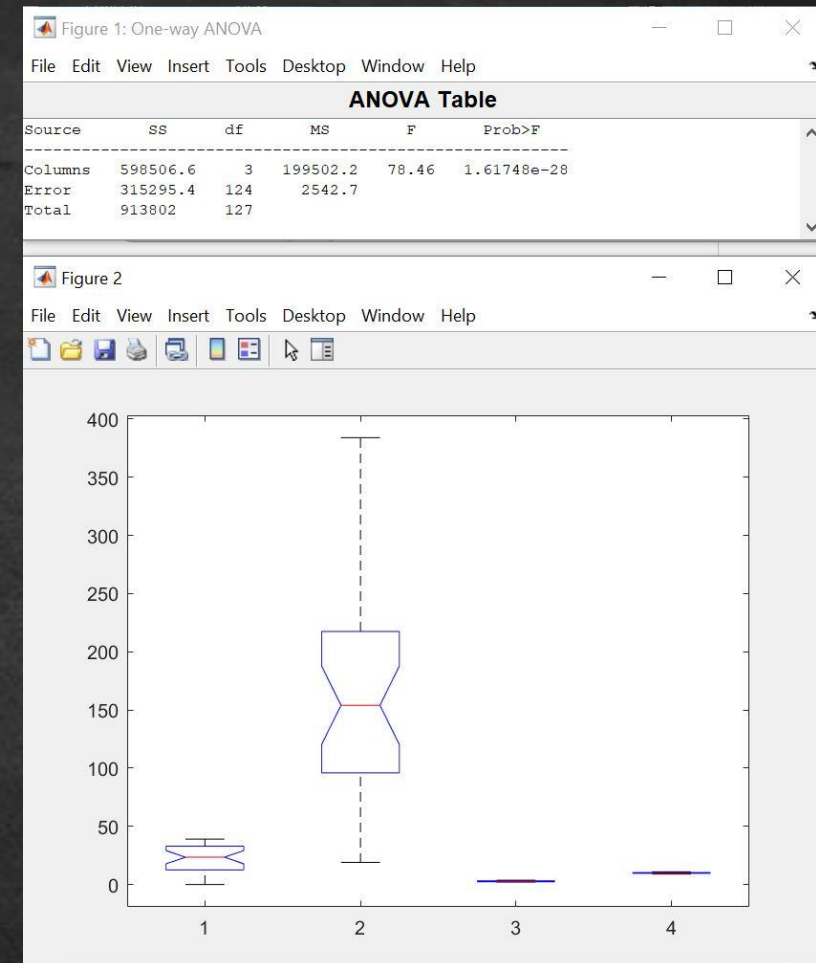 Figure 1: One-way ANOVA
File Edit View Insert Tools Desktop Window Help
ANOVA Table
Source SS df MS F Prob>F
Columns 598506.6 3 199502.2 78.46 1.61748e-28
Error 315295.4 124 2542.7
Total 913802 127
Figure 2
File Edit View Insert Tools Desktop Window Help
400
350
300
250
200
150
100
50
0
1 2 3 4